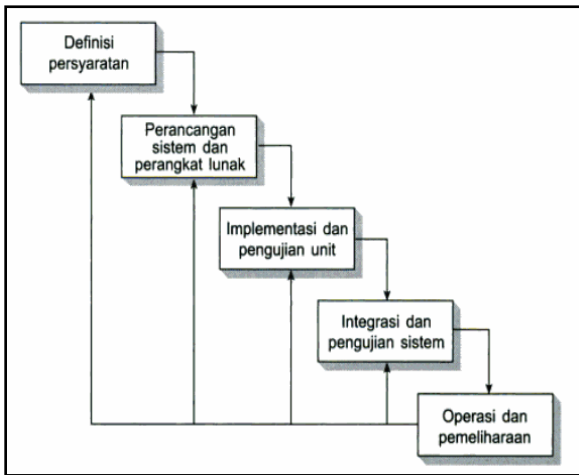 Definisi
persyaratan
Perancangan
sistem dan
perangkat lunak
Implementasi dan
pengujian unit
Integrasi dan
pengujian sistem
Operasi dan
pemeliharaan